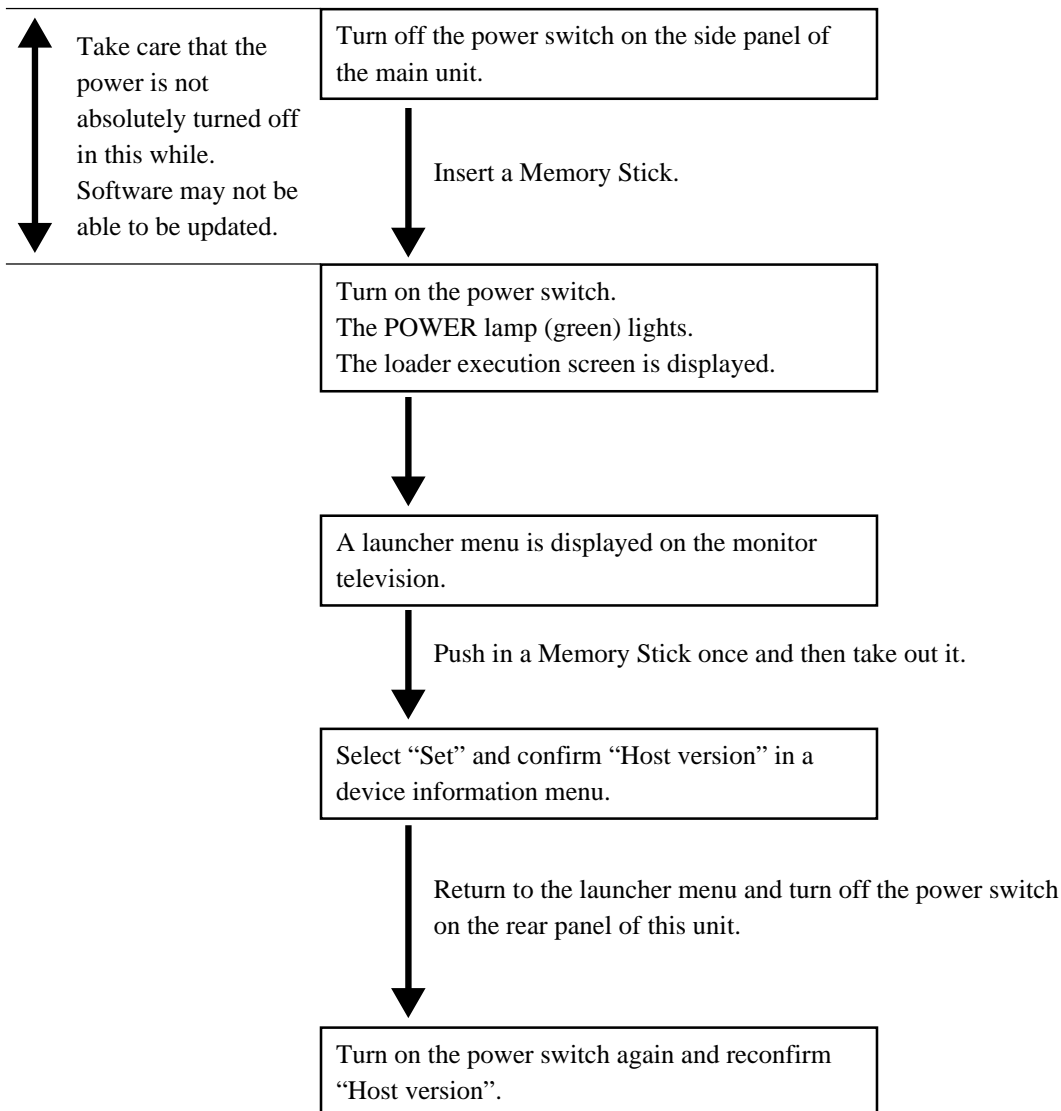 Take care that the
power is not
absolutely turned off
in this while.
Software may not be
able to be updated.
Turn off the power switch on the side panel of
the main unit.
Insert a Memory Stick.
Turn on the power switch.
The POWER lamp (green) lights.
The loader execution screen is displayed.
A launcher menu is displayed on the monitor
television.
Push in a Memory Stick once and then take out it.
Select “Set” and confirm “Host version” in a
device information menu.
Return to the launcher menu and turn off the power switch
on the rear panel of this unit.
Turn on the power switch again and reconfirm
“Host version”.